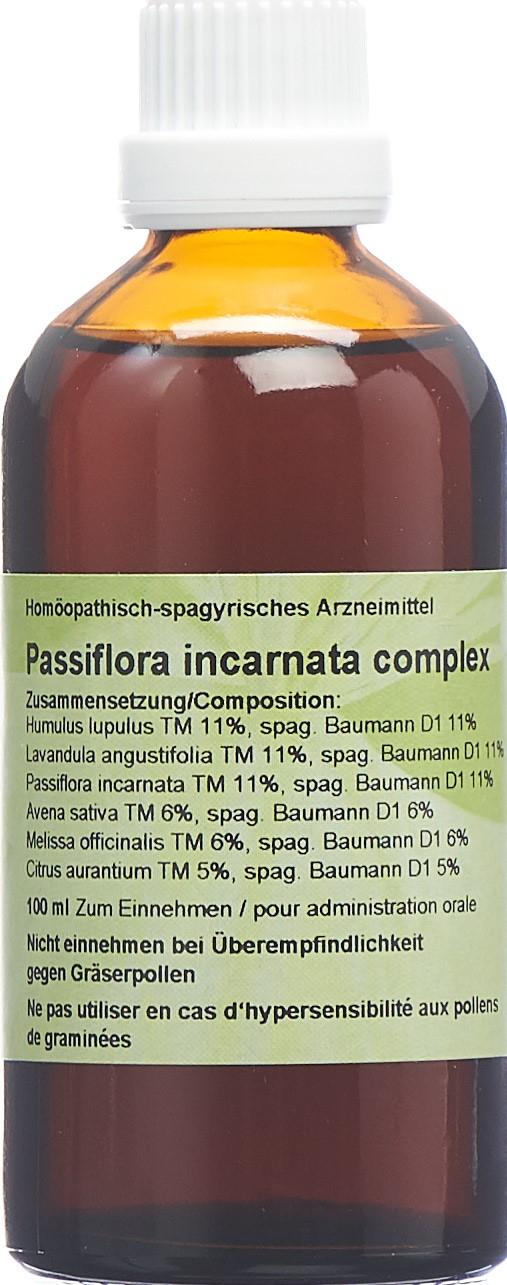 Homöopathisch-spagyrisches Arzneimittel
Passiflora incarnata complex
Zusammensetzung/Composition:
Humulus lupulus TM 11%, spag. Baumann D1 11%
Lavandula angustifolia TM 11%, spag. Baumann D1 11%
Passiflora incarnata TM 11%, spag. Baumann D1 11%
Avena sativa TM 6%, spag. Baumann D1 6%
Melissa officinalis TM 6%, spag. Baumann D1 6%
Citrus aurantium TM 5%, spag. Baumann D1 5%
100 ml Zum Einnehmen / pour administration orale
Nicht einnehmen bei Überempfindlichkeit
gegen Gräserpollen
Ne pas utiliser en cas d‘hypersensibilité aux pollens
de graminées